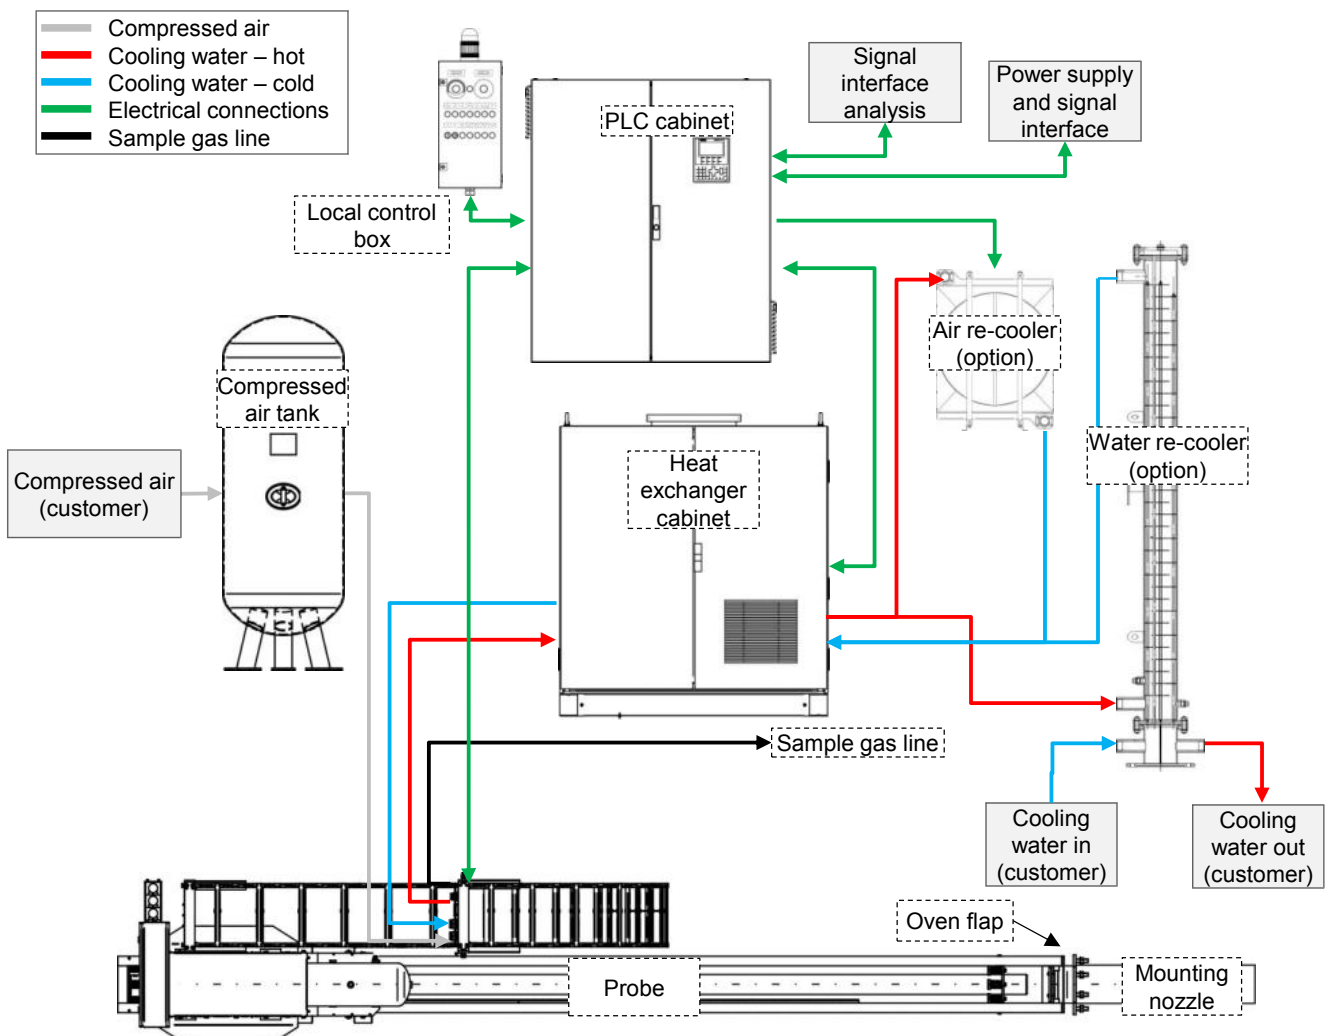 Compressed air
Cooling water – hot
Cooling water – cold
Electrical connections
Sample gas line
Signal
interface
analysis
Power supply
and signal
interface
PLC cabinet
Local control
box
Air re-cooler
(option)
Compressed
air tank
Water re-cooler
(option)
Compressed air
(customer)
Heat
exchanger
cabinet
Sample gas line
Cooling
water in
(customer)
Cooling
water out
(customer)
Oven flap
Probe
Mounting
nozzle